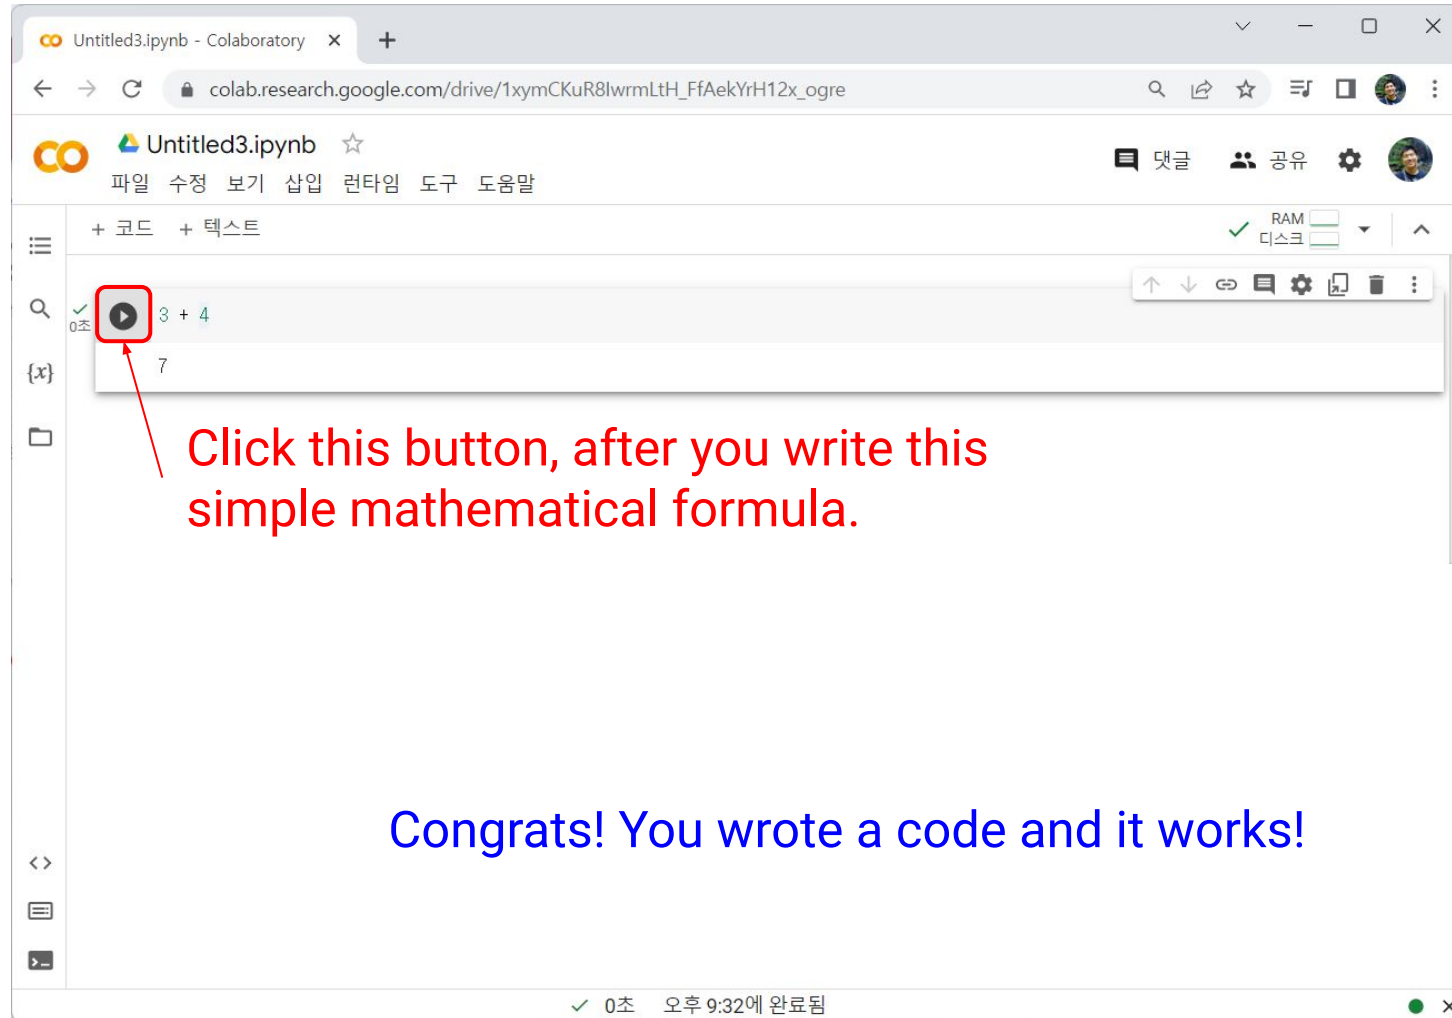 Untitled3.ipynb - Colaboratory
colab.research.google.com/drive/1xymCKuR8lwrmLtH_FfAekYrH12x_ogre
Untitled3.ipynb
댓글 공유
파일 수정 보기 삽입 런타임 도구 도움말
+ 코드 + 텍스트
RAM
디스크
3 + 4
0초
7
{x}
Click this button, after you write this
simple mathematical formula.
Congrats! You wrote a code and it works!
0초 오후 9:32에 완료됨